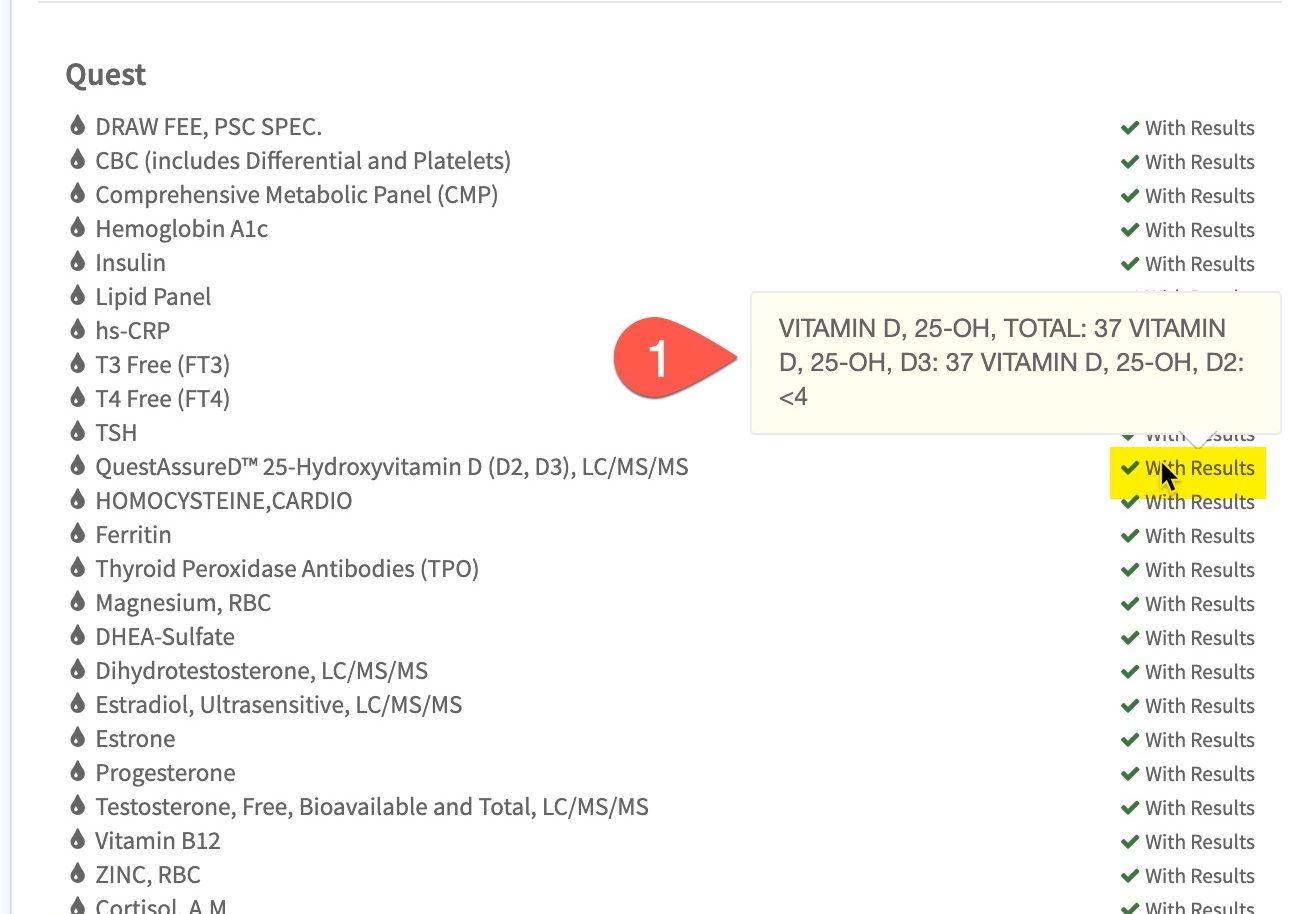 Quest
DRAW FEE, PSC SPEC. With Results
CBC (includes Differential and Platelets) With Results
Comprehensive Metabolic Panel (CMP) With Results
Hemoglobin A1c With Results
Insulin With Results
Lipid Panel
hs-CRP
T3 Free (FT3)
T4 Free (FT4)
1
VITAMIN D, 25-OH, TOTAL: 37 VITAMIN
D, 25-OH, D3: 37 VITAMIN D, 25-OH, D2:
<4
TSH With Results
QuestAssureD™ 25-Hydroxyvitamin D (D2, D3), LC/MS/MS With Results
HOMOCYSTEINE,CARDIO With Results
Ferritin With Results
Thyroid Peroxidase Antibodies (TPO) With Results
Magnesium, RBC With Results
DHEA-Sulfate With Results
Dihydrotestosterone, LC/MS/MS With Results
Estradiol, Ultrasensitive, LC/MS/MS With Results
Estrone With Results
Progesterone With Results
Testosterone, Free, Bioavailable and Total, LC/MS/MS With Results
Vitamin B12 With Results
ZINC, RBC With Results
Cortisol, A.M. With Results